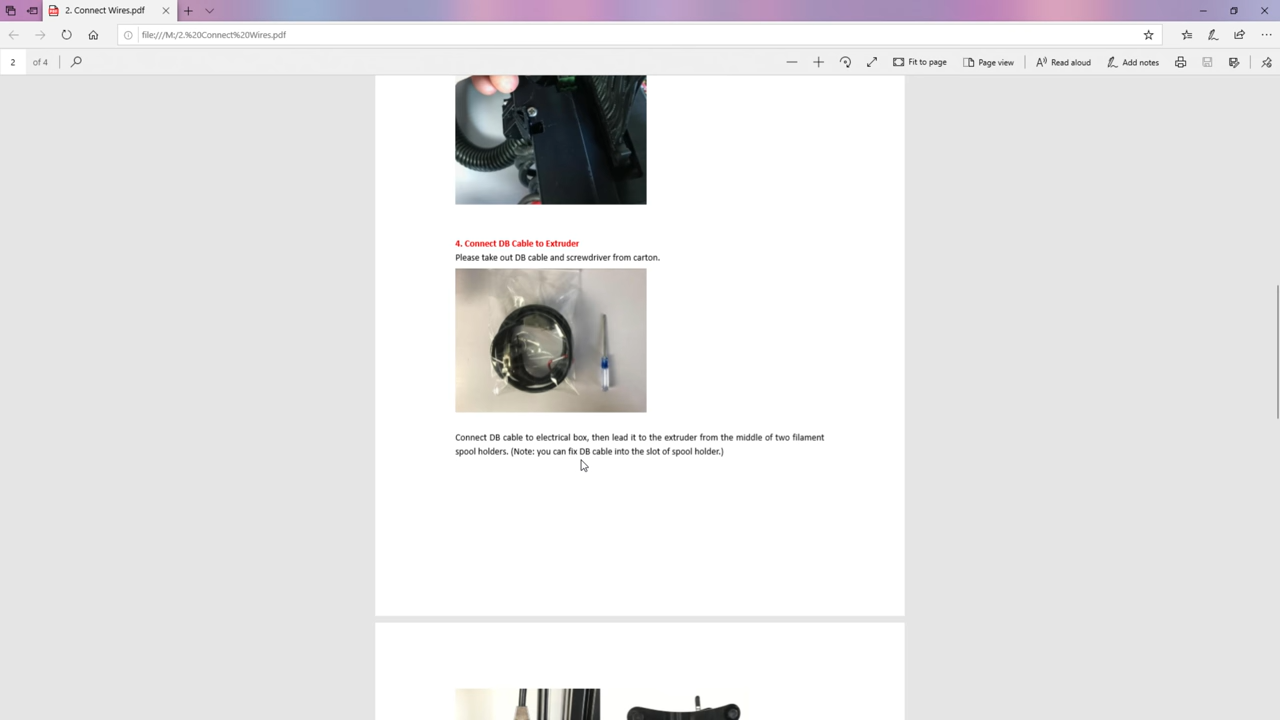 2. Connect Wires.pdf
file:///M:/2.%20Connect%20Wires.pdf
2 of 4
Fit to page
Page view
Read aloud
Add notes
4. Connect DB Cable to Extruder
Please take out DB cable and screwdriver from carton.
Connect DB cable to electrical box, then lead it to the extruder from the middle of two filament
spool holders. (Note: you can fix DB cable into the slot of spool holder.)